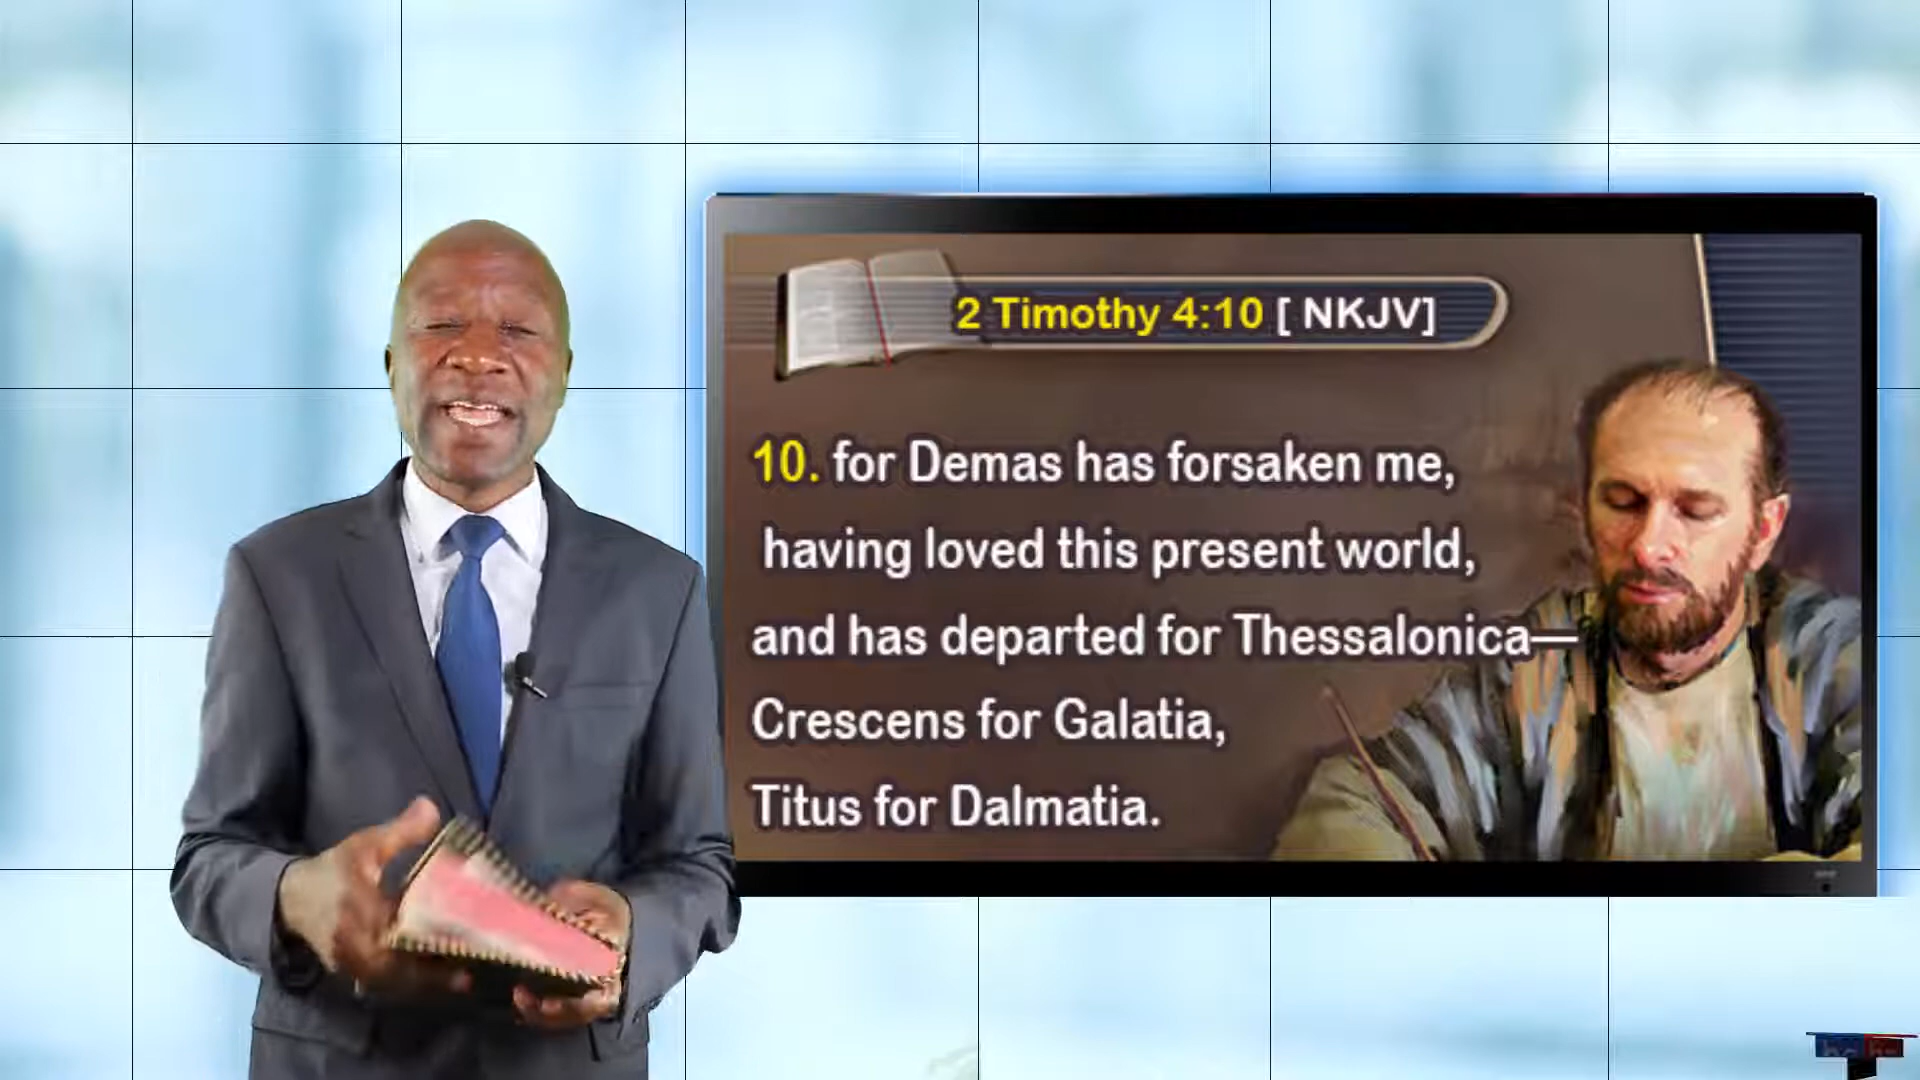 2 Timothy 4:10 [ NKJV]
10. for Demas has forsaken me,
having loved this present world,
and has departed for Thessalonica—
Crescens for Galatia,
Titus for Dalmatia.